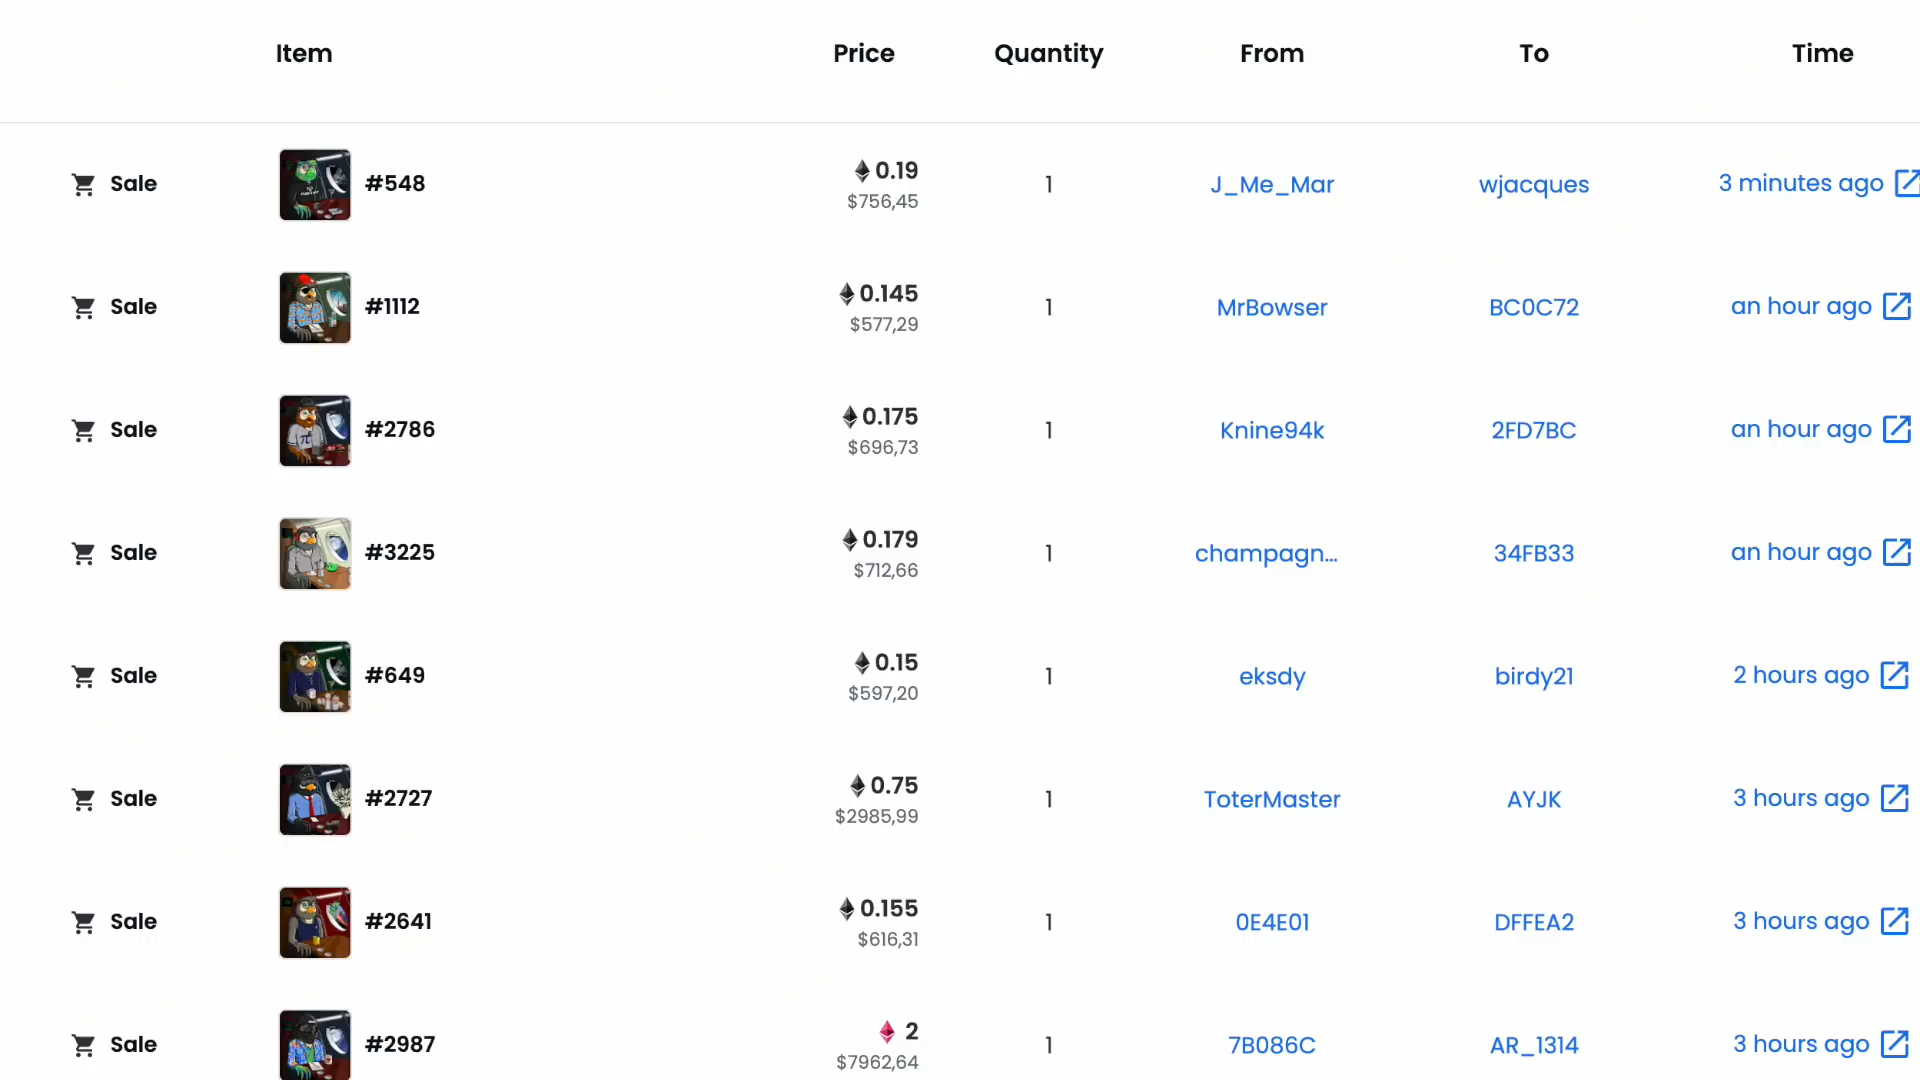 Item Price Quantity From To Time
Sale #548 0.19 1 J_Me_Mar wjacques 3 minutes ago
$756,45
Sale #1112 0.145 1 MrBowser BC0C72 an hour ago
$577,29
Sale #2786 0.175 1 Knine94k 2FD7BC an hour ago
$696,73
Sale #3225 0.179 1 champagn... 34FB33 an hour ago
$712,66
Sale #649 0.15 1 eksdy birdy21 2 hours ago
$597,20
Sale #2727 0.75 1 ToterMaster AYJK 3 hours ago
$2985,99
Sale #2641 0.155 1 0E4E01 DFFEA2 3 hours ago
$616,31
Sale #2987 2 1 7B086C AR_1314 3 hours ago
$7962,64